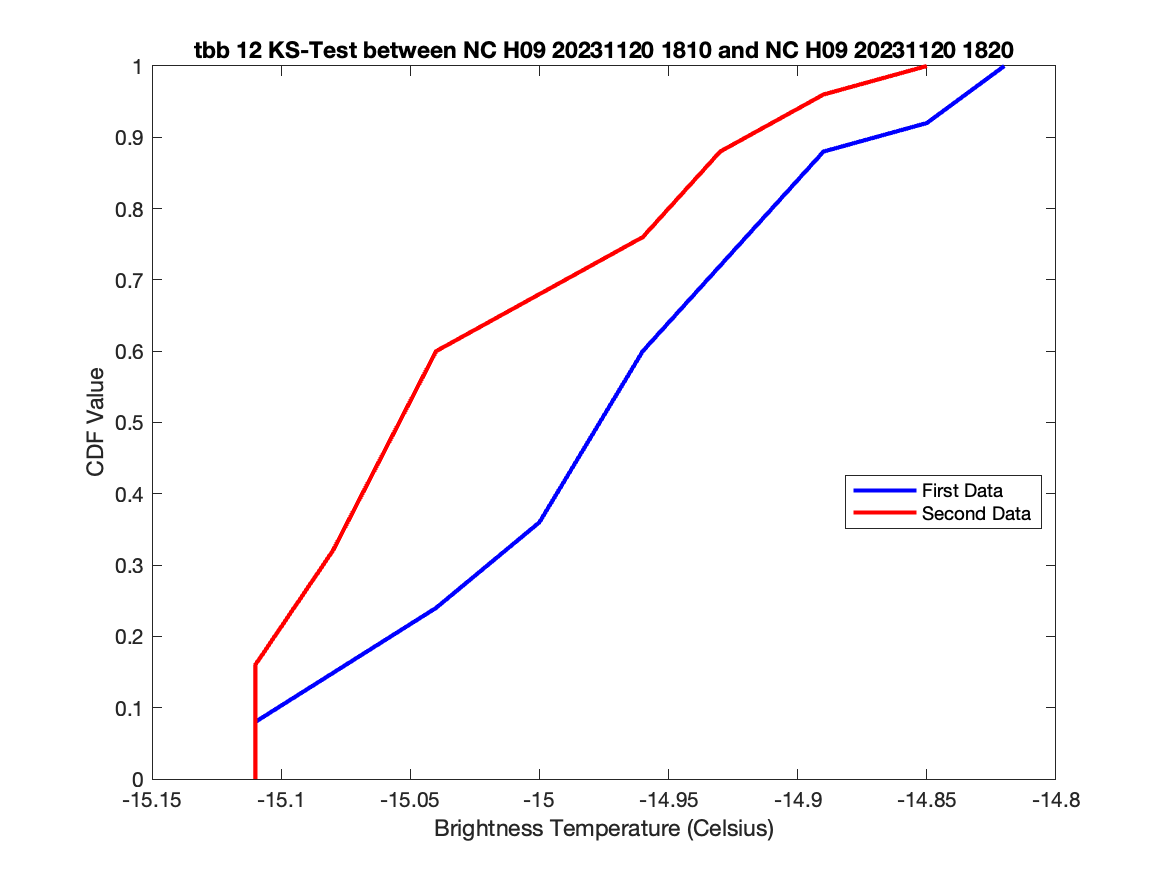 tbb 12 KS-Test between NC H09 20231120 1810 and NC H09 20231120 1820
1
0.9
0.8
0.7
0.6
0.5
0.4
0.3
0.2
0.1
0
CDF Value
First Data
Second Data
-15.15 -15.1 -15.05 -15 -14.95 -14.9 -14.85 -14.8
Brightness Temperature (Celsius)